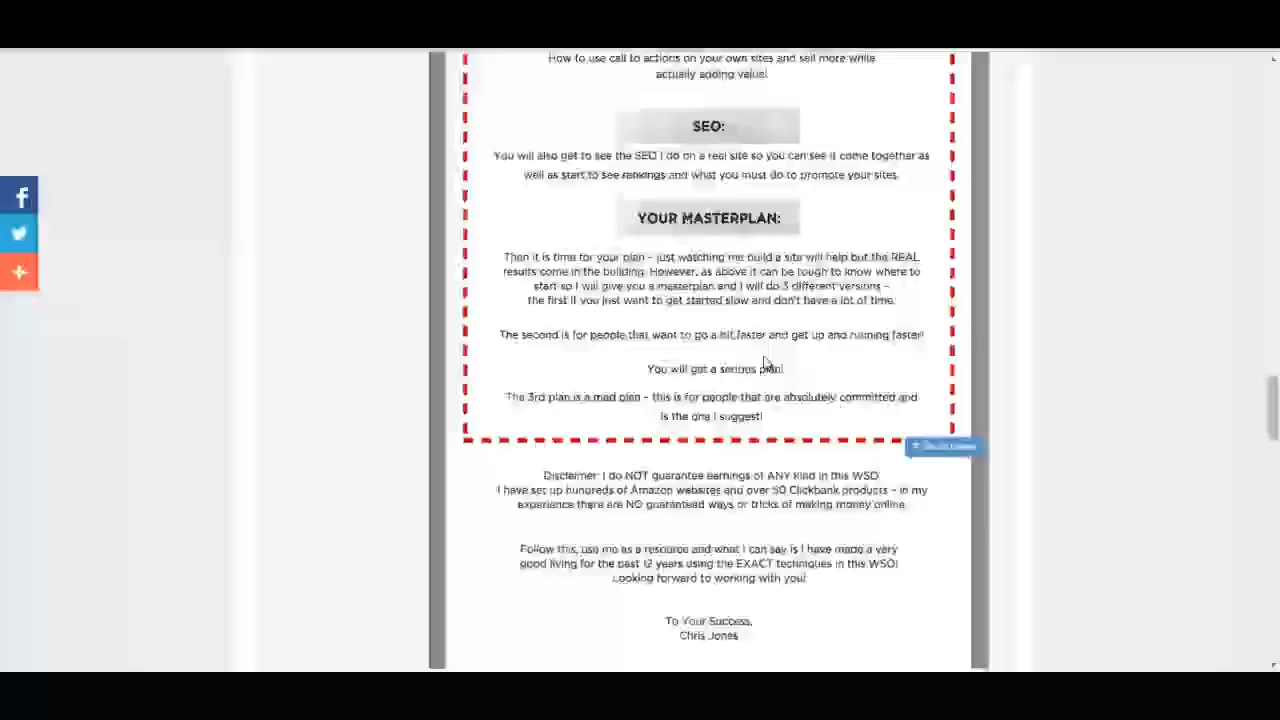 How to use call to actions on your own sites and sell more while
actually adding value!
SEO:
You will also get to see the SEO I do on a real site so you can see it come together as
well as start to see rankings and what you must do to promote your sites.
YOUR MASTERPLAN:
Then it is time for your plan - just watching me build a site will help but the REAL
results come in the building. However, as above it can be tough to know where to
start so I will give you a masterplan and I will do 3 different versions -
the first if you just want to get started slow and don't have a lot of time.
The second is for people that want to go a bit faster and get up and running faster!
You will get a serious plan!
The 3rd plan is a mad plan - this is for people that are absolutely committed and
is the one I suggest!
Disclaimer: I do NOT guarantee earnings of ANY kind in this WSO
I have set up hundreds of Amazon websites and over 50 Clickbank products - in my
experience there are NO guaranteed ways or tricks of making money online.
Follow this, use me as a resource and what I can say is I have made a very
good living for the past 12 years using the EXACT techniques in this WSO!
Looking forward to working with you!
To Your Success,
Chris Jones